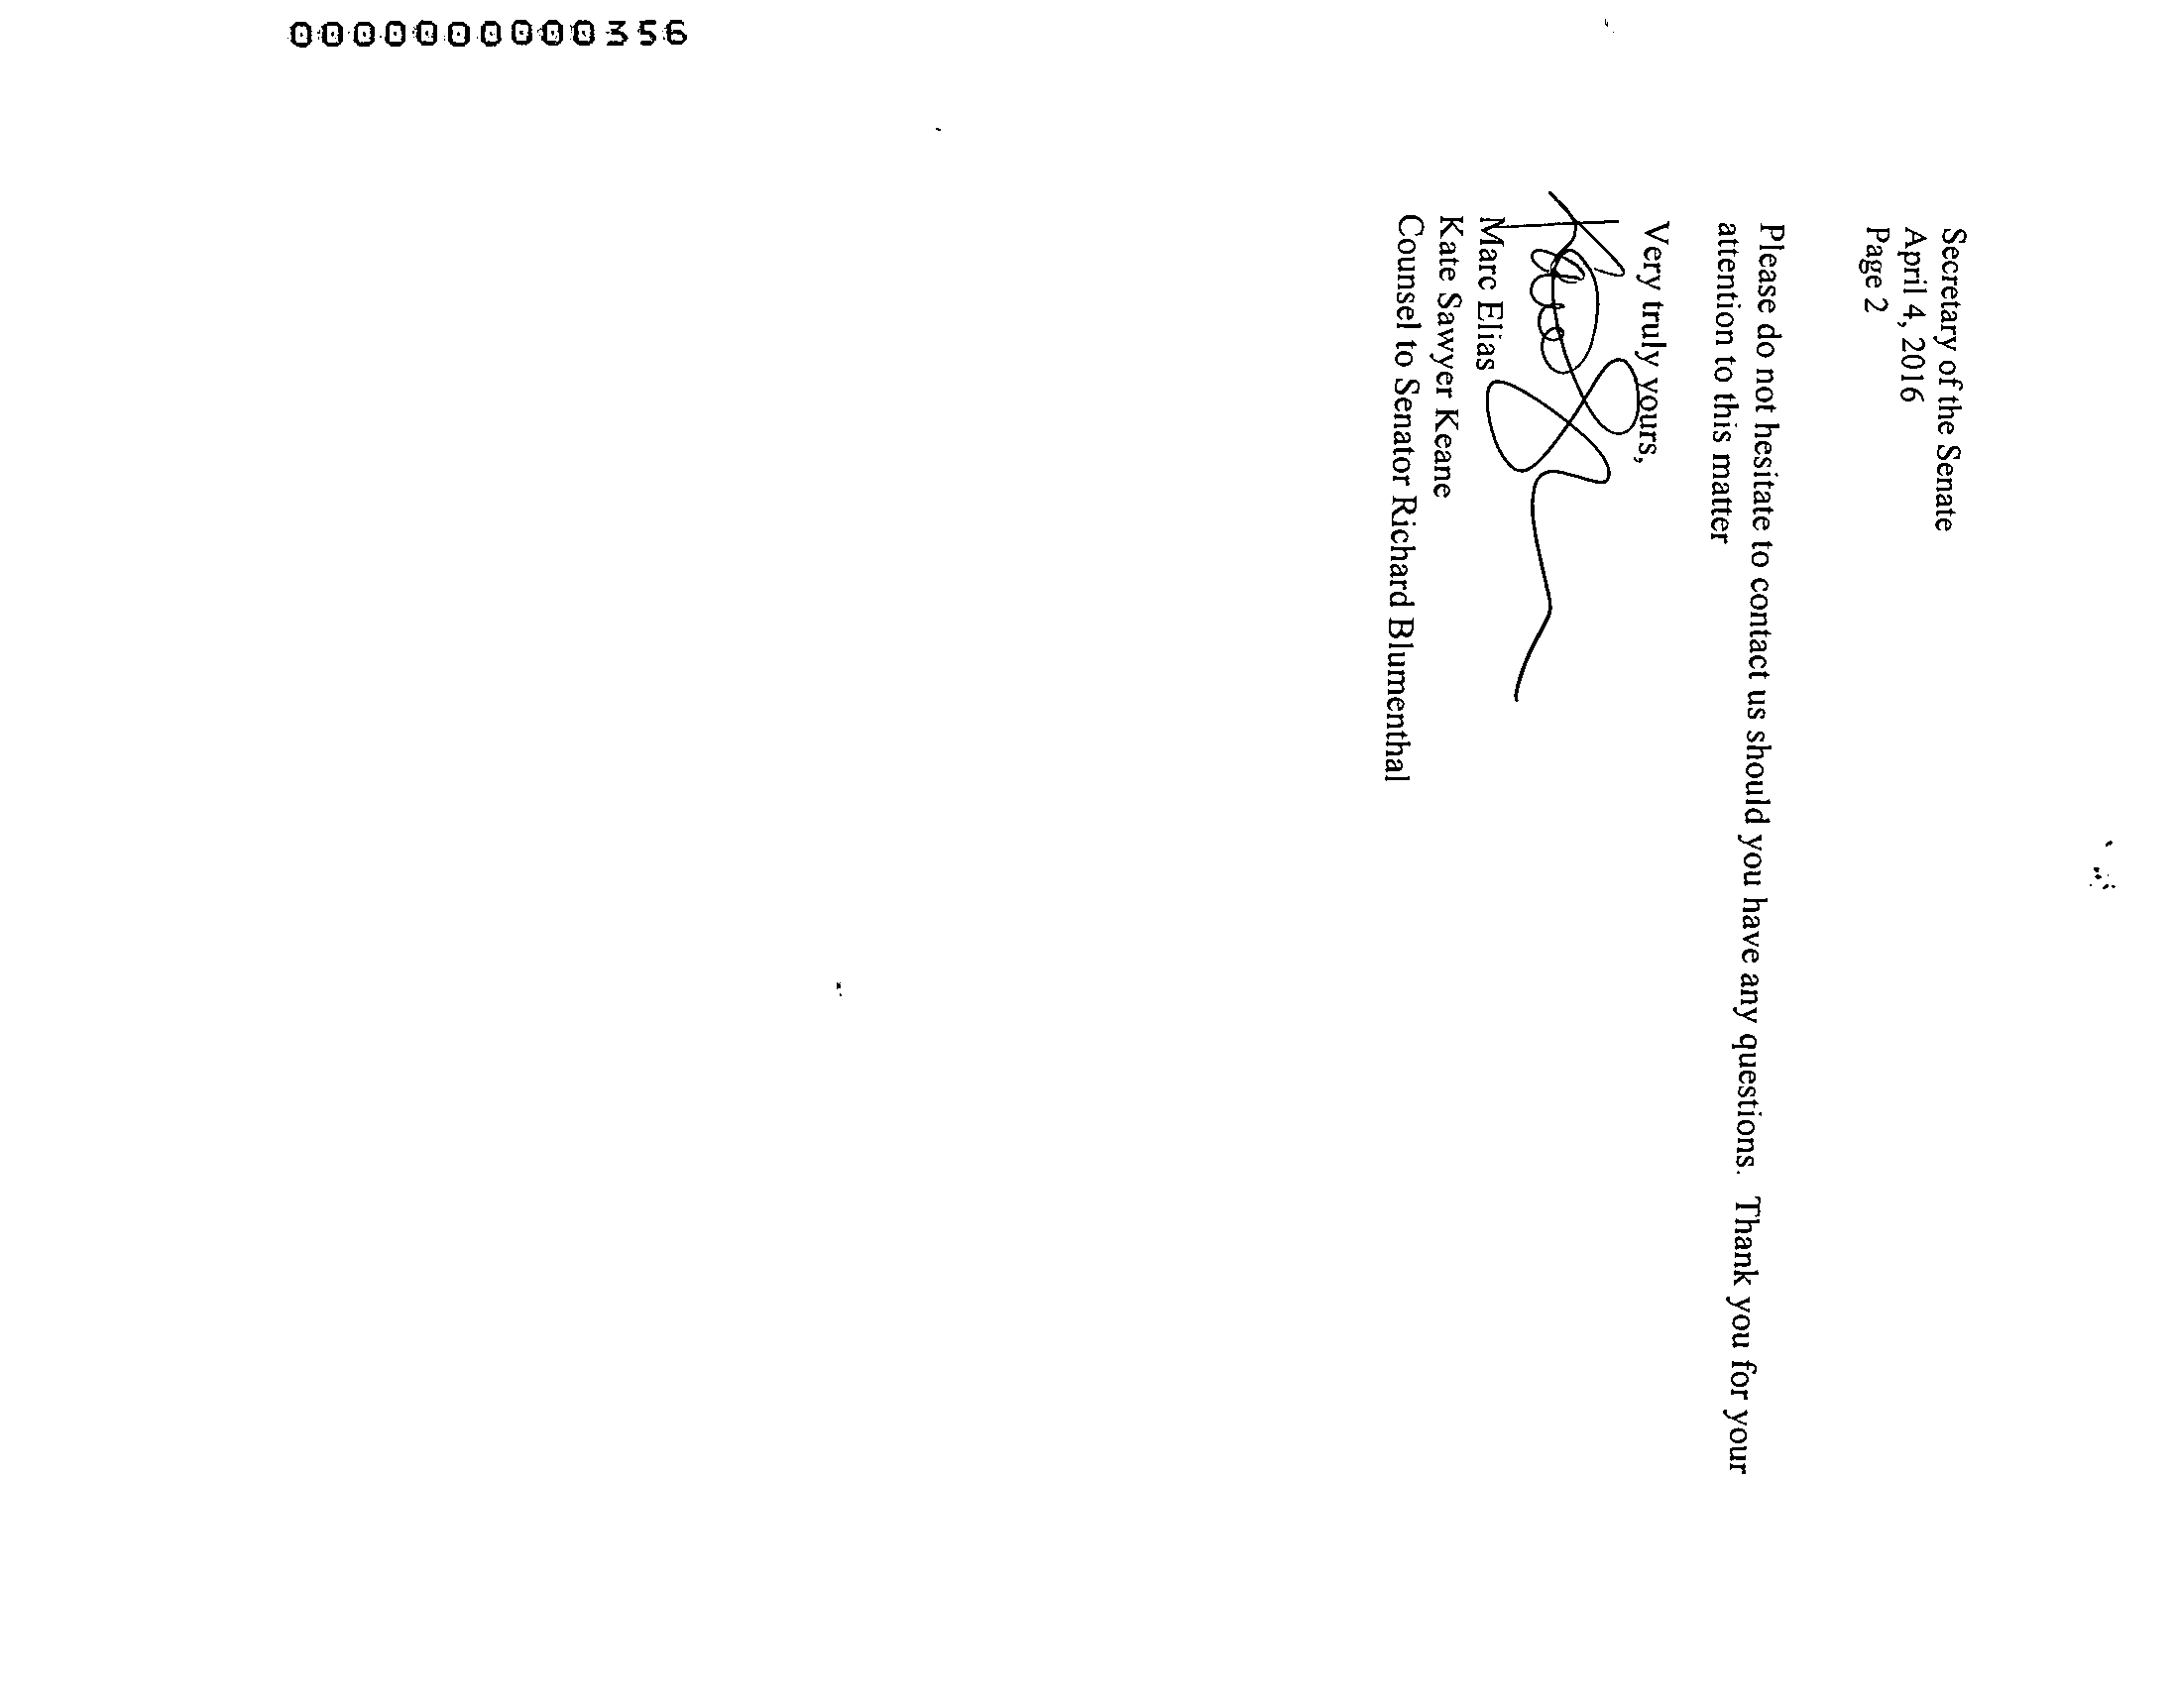 0000000000356
Secretary of the Senate
April 4, 2016
Page 2
Please do not hesitate to contact us should you have any questions. Thank you for your
attention to this matter
Very truly yours,
Marc Elias
Kate Sawyer Keane
Counsel to Senator Richard Blumenthal